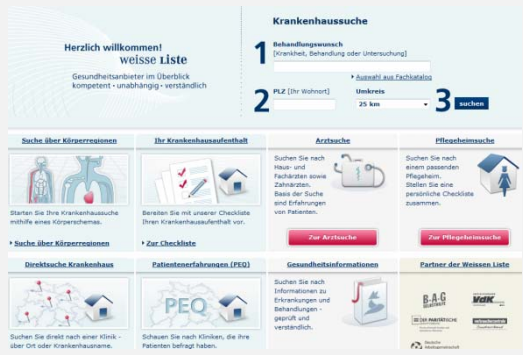 Krankenhaussuche
Herzlich willkommen!
weisse Liste
Gesundheitsanbieter im Überblick
kompetent · unabhängig · verständlich
1 Behandlungswunsch
[Krankheit, Behandlung oder Untersuchung]
Auswahl aus Fachkatalog
2 PLZ [Ihr Wohnort]
Umkreis
25 km
3 suchen
Suche über Körperregionen
Starten Sie Ihre Krankenhaussuche
mithilfe eines Körperschemas.
Suche über Körperregionen
Ihr Krankenhausaufenthalt
Bereiten Sie mit unserer Checkliste
Ihren Krankenhausaufenthalt vor.
Zur Checkliste
Arztsuche
Suchen Sie nach
Haus- und
Fachärzten sowie
Zahnärzten.
Basis der Suche
sind Erfahrungen
von Patienten.
Zur Arztsuche
Pflegeheimsuche
Suchen Sie nach
einem passenden
Pflegeheim.
Stellen Sie eine
persönliche Checkliste
zusammen.
Zur Pflegeheimsuche
Direktsuche Krankenhaus
Suchen Sie direkt nach einer Klinik -
über Ort oder Krankenhausname.
Patientenerfahrungen (PEQ)
PEQ
Schauen Sie nach Kliniken, die ihre
Patienten befragt haben.
Gesundheitsinformationen
Suchen Sie nach
Informationen zu
Erkrankungen und
Behandlungen -
geprüft und
verständlich.
Partner der Weissen Liste
B·A·G
SELBSTHILFE
VdK
DER PARITÄTISCHE
Deutsche